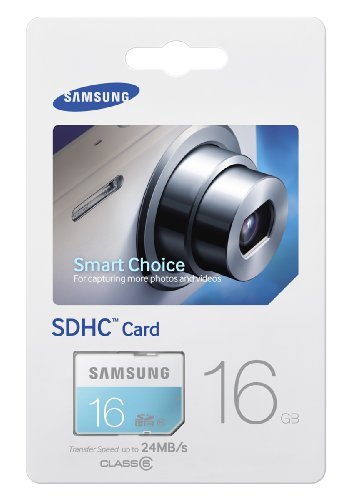 SAMSUNG
Smart Choice
For capturing more photos and videos
SDHC™ Card
SAMSUNG
16
Transfer Speed up to 24MB/s
CLASS 6
16 GB